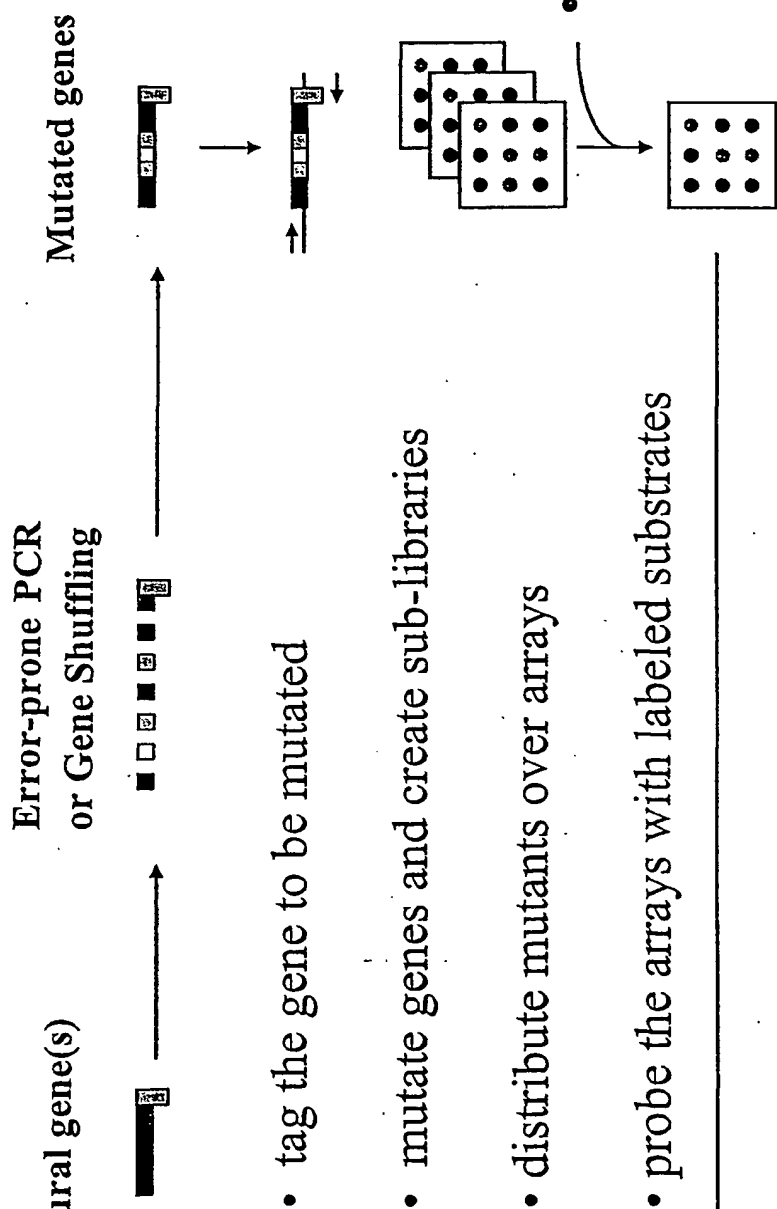 gene(s)
Error-prone PCR
or Gene Shuffling
Mutated genes
• tag the gene to be mutated
• mutate genes and create sub-libraries
• distribute mutants over arrays
• probe the arrays with labeled substrates